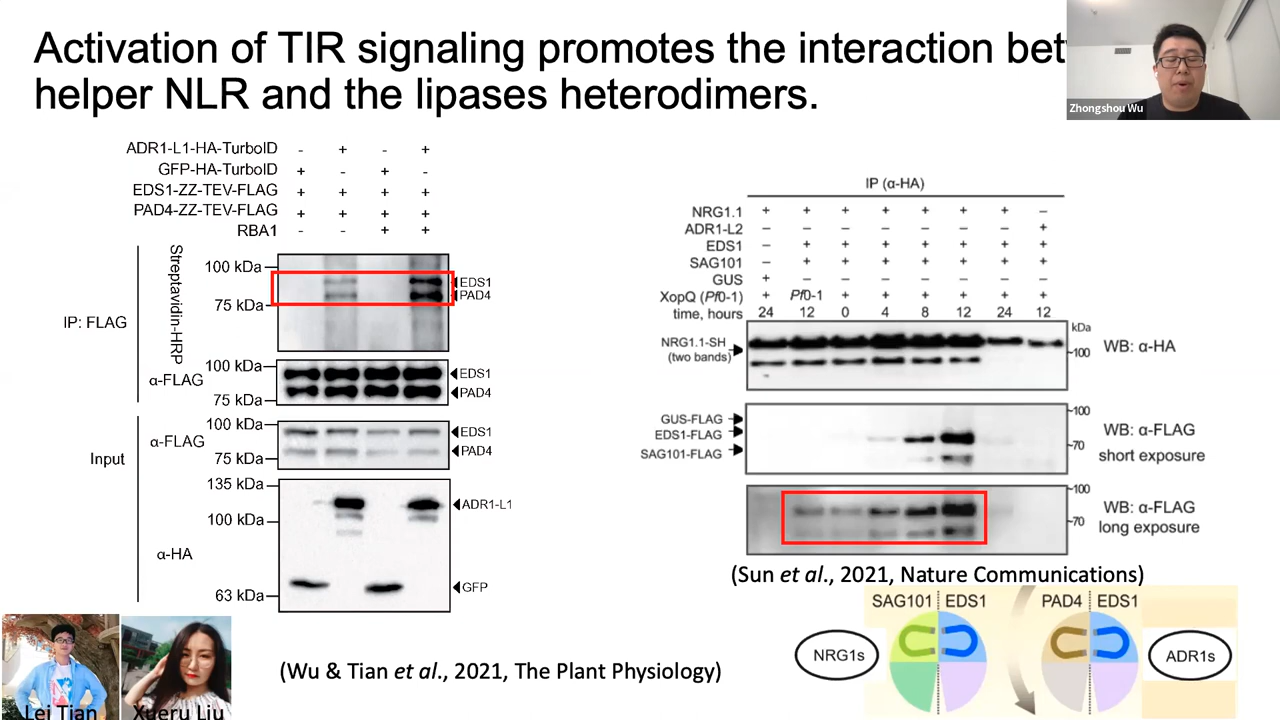 Activation of TIR signaling promotes the interaction bet
helper NLR and the lipases heterodimers.
Zhongshou Wu
ADR1-L1-HA-TurboID - + - +
GFP-HA-TurboID + - + -
EDS1-ZZ-TEV-FLAG + + + +
PAD4-ZZ-TEV-FLAG + + + +
RBA1 - - + +
IP: FLAG
Streptavidin-HRP
100 kDa
75 kDa
EDS1
PAD4
α-FLAG
100 kDa
75 kDa
EDS1
PAD4
Input
α-FLAG
100 kDa
75 kDa
EDS1
PAD4
α-HA
135 kDa
100 kDa
63 kDa
ADR1-L1
GFP
(Wu & Tian et al., 2021, The Plant Physiology)
Lei Tian
Xueru Liu
IP (α-HA)
NRG1.1 + + + + + + + –
ADR1-L2 – – – – – – – +
EDS1 – + + + + + + +
SAG101 – + + + + + + +
GUS +
XopQ (Pf0-1) + Pf0-1 + + + + + +
time, hours 24 12 0 4 8 12 24 12
NRG1.1-SH
(two bands)
kDa
100
WB: α-HA
GUS-FLAG
EDS1-FLAG
SAG101-FLAG
100
70
WB: α-FLAG
short exposure
100
70
WB: α-FLAG
long exposure
(Sun et al., 2021, Nature Communications)
SAG101 EDS1 PAD4 EDS1
NRG1s
ADR1s